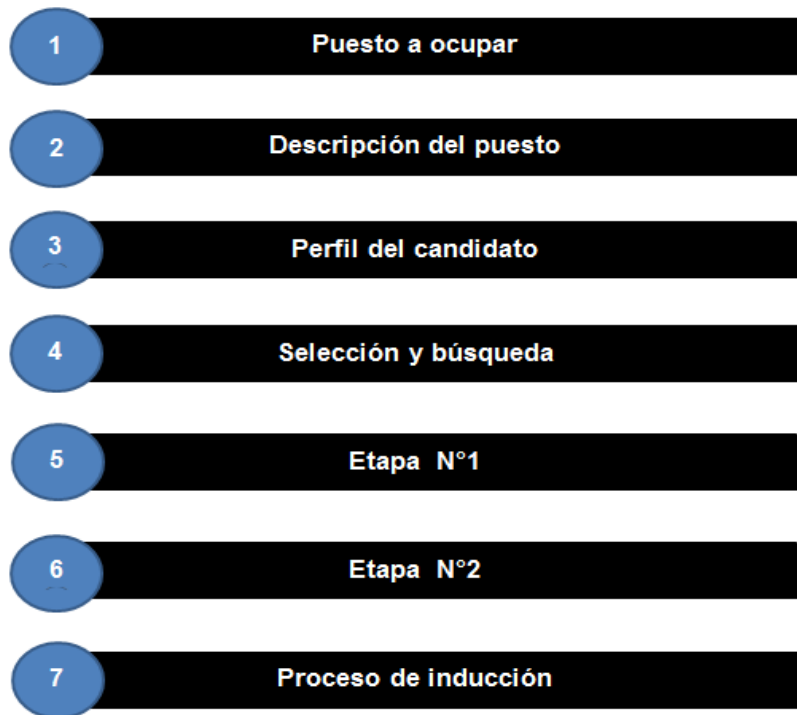 1 Puesto a ocupar
2 Descripción del puesto
3 Perfil del candidato
4 Selección y búsqueda
5 Etapa N°1
6 Etapa N°2
7 Proceso de inducción